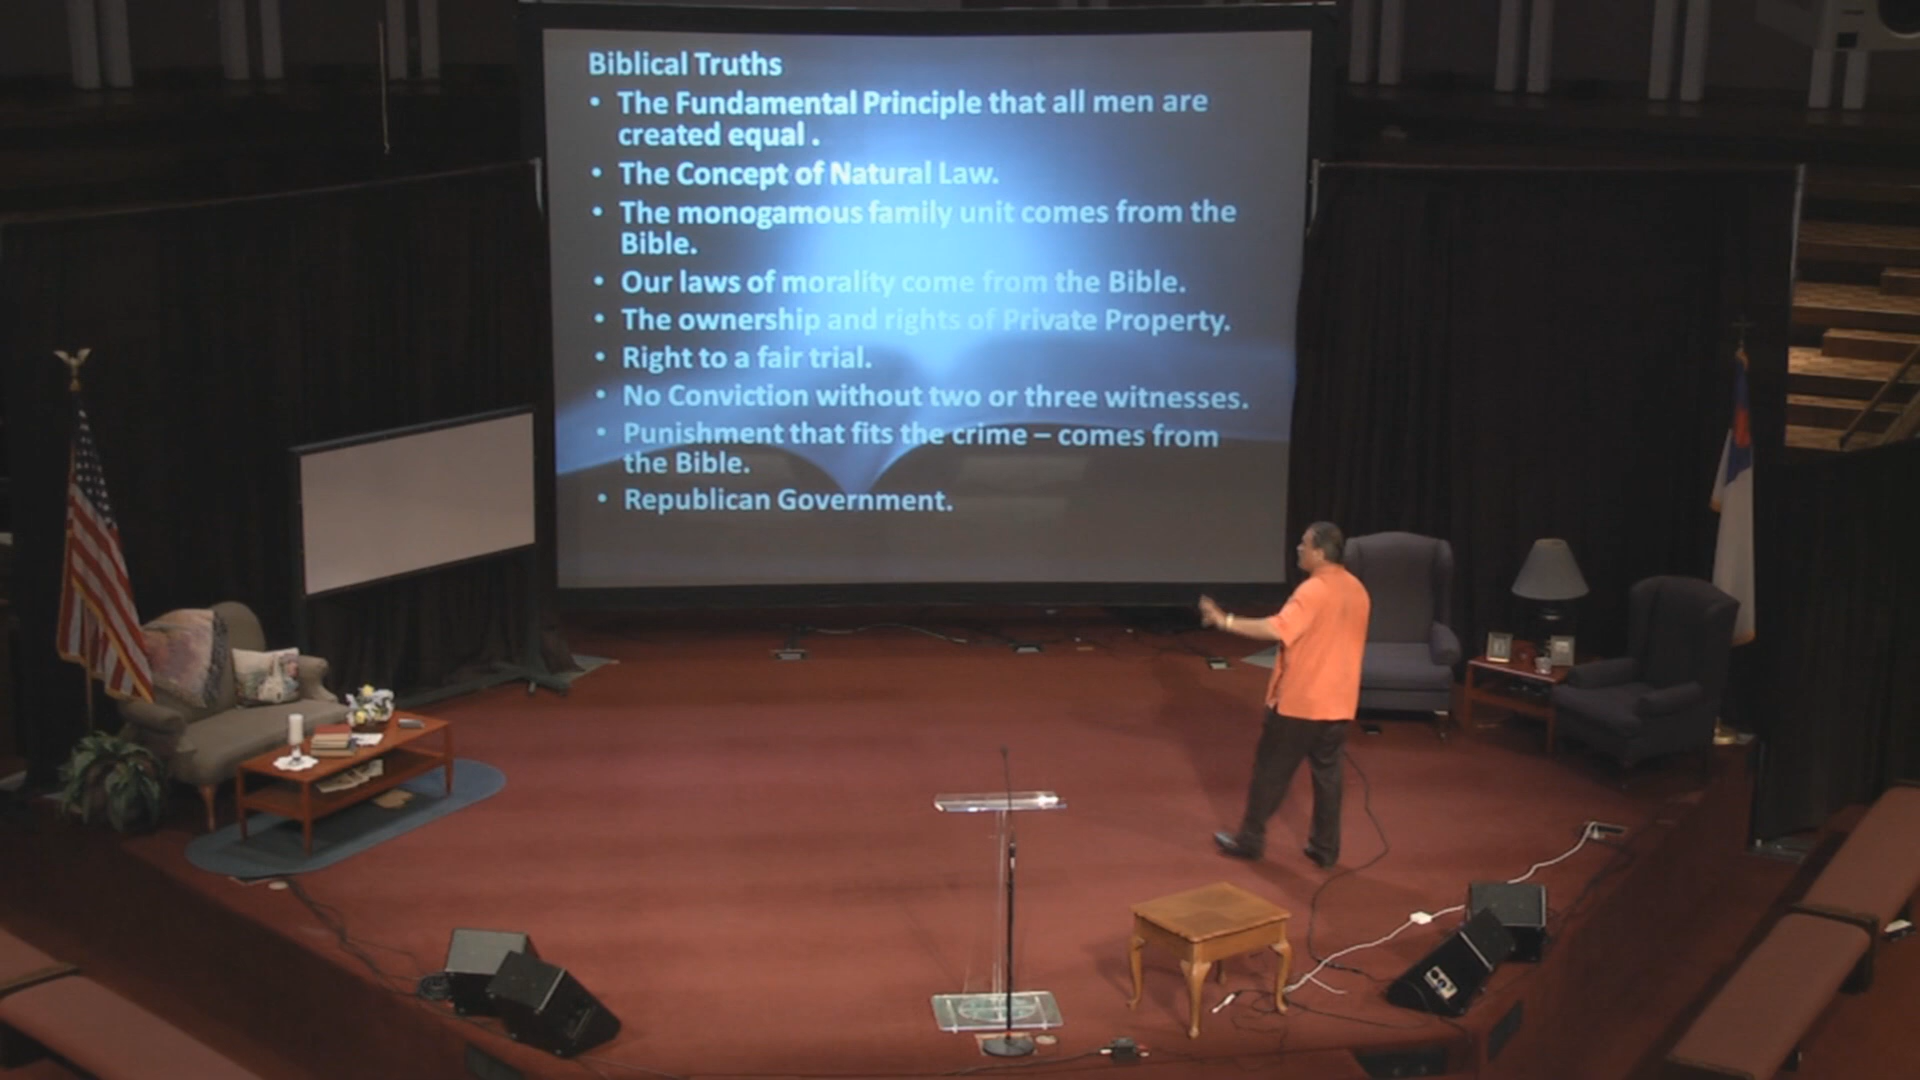 Biblical Truths
• The Fundamental Principle that all men are
created equal .
• The Concept of Natural Law.
• The monogamous family unit comes from the
Bible.
• Our laws of morality come from the Bible.
• The ownership and rights of Private Property.
• Right to a fair trial.
• No Conviction without two or three witnesses.
• Punishment that fits the crime – comes from
the Bible.
• Republican Government.